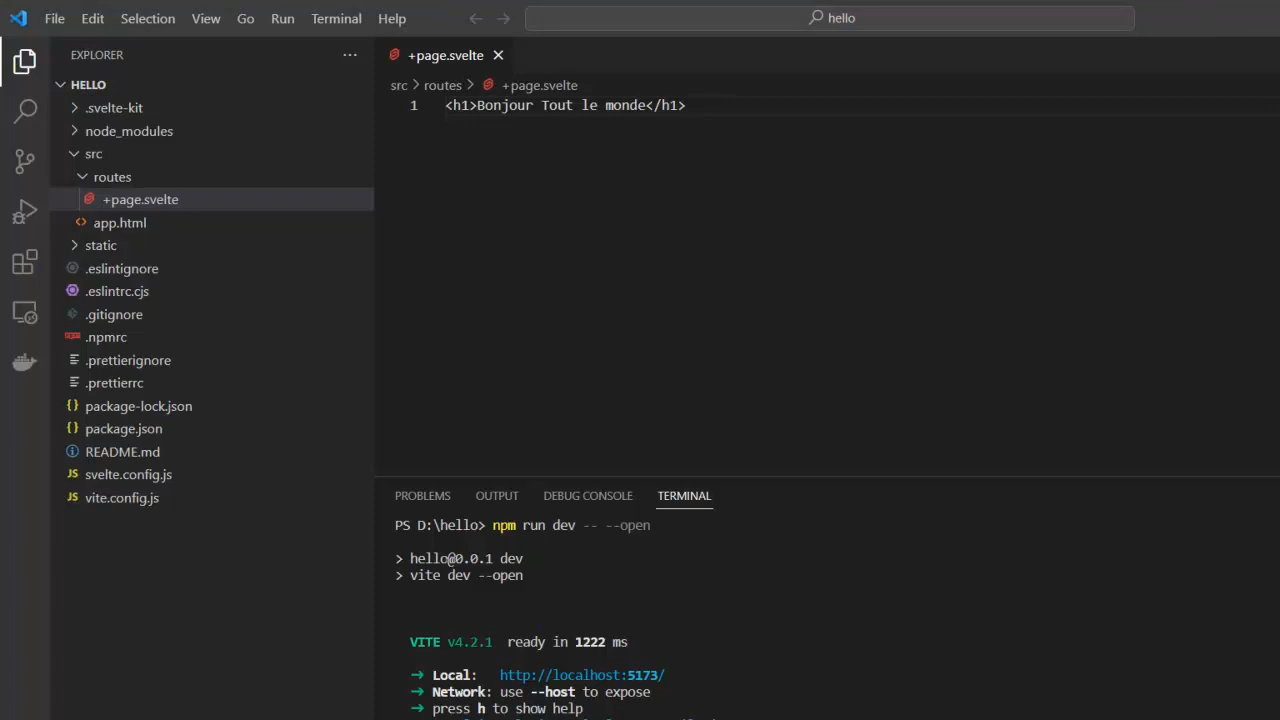 File Edit Selection View Go Run Terminal Help
hello
EXPLORER
HELLO
.svelte-kit
node_modules
src
routes
+page.svelte
app.html
static
.eslintignore
.eslintrc.cjs
.gitignore
.npmrc
.prettierignore
.prettierrc
package-lock.json
package.json
README.md
svelte.config.js
vite.config.js
+page.svelte
src > routes > +page.svelte
1 <h1>Bonjour Tout le monde</h1>
PROBLEMS OUTPUT DEBUG CONSOLE TERMINAL
PS D:\hello> npm run dev -- --open
> hello@0.0.1 dev
> vite dev --open
VITE v4.2.1 ready in 1222 ms
➜ Local: http://localhost:5173/
➜ Network: use --host to expose
➜ press h to show help